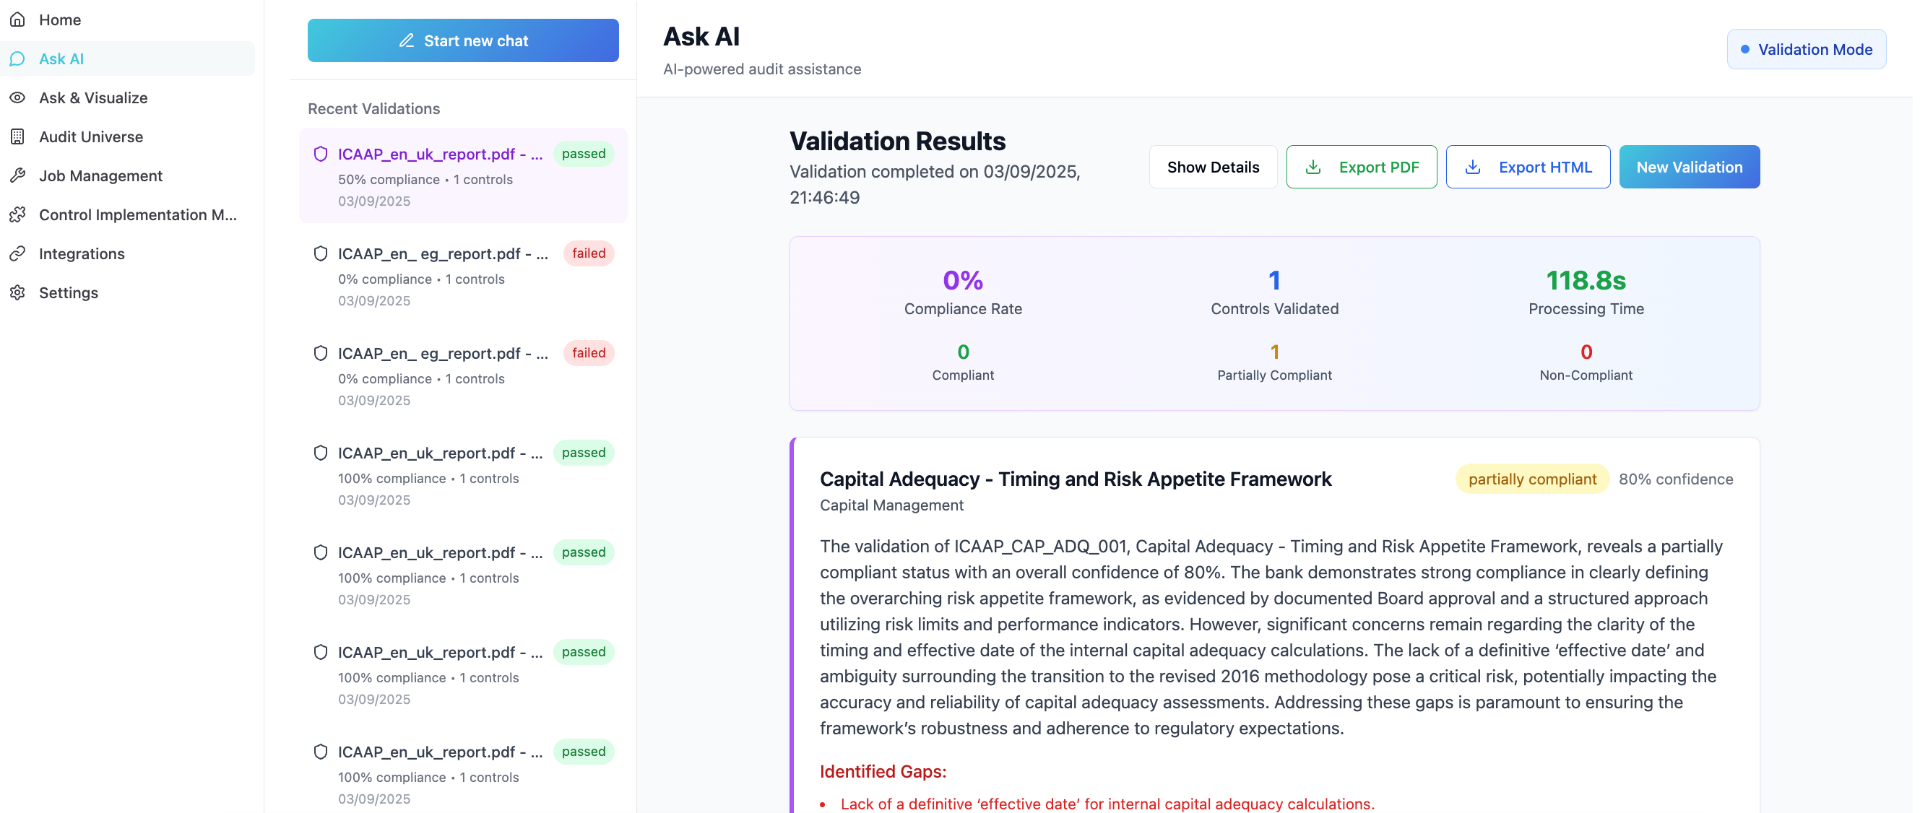 Home
Ask AI
Ask & Visualize
Audit Universe
Job Management
Control Implementation M...
Integrations
Settings
Start new chat
Recent Validations
ICAAP_en_uk_report.pdf - ... passed
50% compliance • 1 controls
03/09/2025
ICAAP_en_ eg_report.pdf - ... failed
0% compliance • 1 controls
03/09/2025
ICAAP_en_ eg_report.pdf - ... failed
0% compliance • 1 controls
03/09/2025
ICAAP_en_uk_report.pdf - ... passed
100% compliance • 1 controls
03/09/2025
ICAAP_en_uk_report.pdf - ... passed
100% compliance • 1 controls
03/09/2025
ICAAP_en_uk_report.pdf - ... passed
100% compliance • 1 controls
03/09/2025
ICAAP_en_uk_report.pdf - ... passed
100% compliance • 1 controls
03/09/2025
Ask AI
AI-powered audit assistance
Validation Mode
Validation Results
Validation completed on 03/09/2025,
21:46:49
Show Details
Export PDF
Export HTML
New Validation
0%
Compliance Rate
1
Controls Validated
118.8s
Processing Time
0
Compliant
1
Partially Compliant
0
Non-Compliant
Capital Adequacy - Timing and Risk Appetite Framework
partially compliant 80% confidence
Capital Management
The validation of ICAAP_CAP_ADQ_001, Capital Adequacy - Timing and Risk Appetite Framework, reveals a partially
compliant status with an overall confidence of 80%. The bank demonstrates strong compliance in clearly defining
the overarching risk appetite framework, as evidenced by documented Board approval and a structured approach
utilizing risk limits and performance indicators. However, significant concerns remain regarding the clarity of the
timing and effective date of the internal capital adequacy calculations. The lack of a definitive ‘effective date’ and
ambiguity surrounding the transition to the revised 2016 methodology pose a critical risk, potentially impacting the
accuracy and reliability of capital adequacy assessments. Addressing these gaps is paramount to ensuring the
framework’s robustness and adherence to regulatory expectations.
Identified Gaps:
• Lack of a definitive ‘effective date’ for internal capital adequacy calculations.